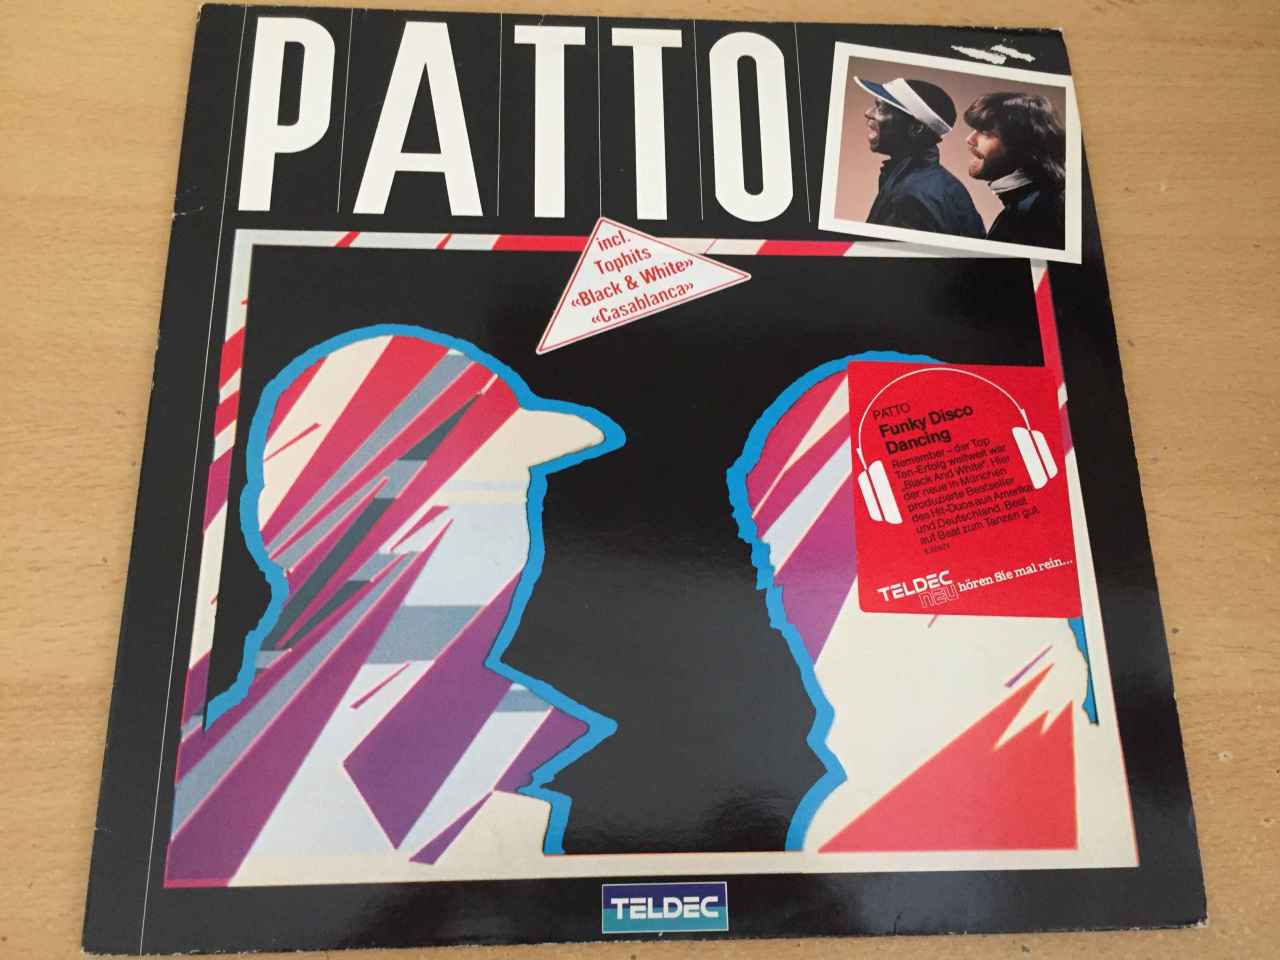 PATTO
incl.
Tophits
«Black & White»
«Casablanca»
PATTO
Funky Disco
Dancing
Remember – der Top
Ten-Erfolg weltweit war
„Black And White“. Hier
der neue in München
produzierte Bestseller
des Hit-Duos aus Amerika
und Deutschland. Beat
auf Beat zum Tanzen gut.
TELDEC
neu hören Sie mal rein...
TELDEC